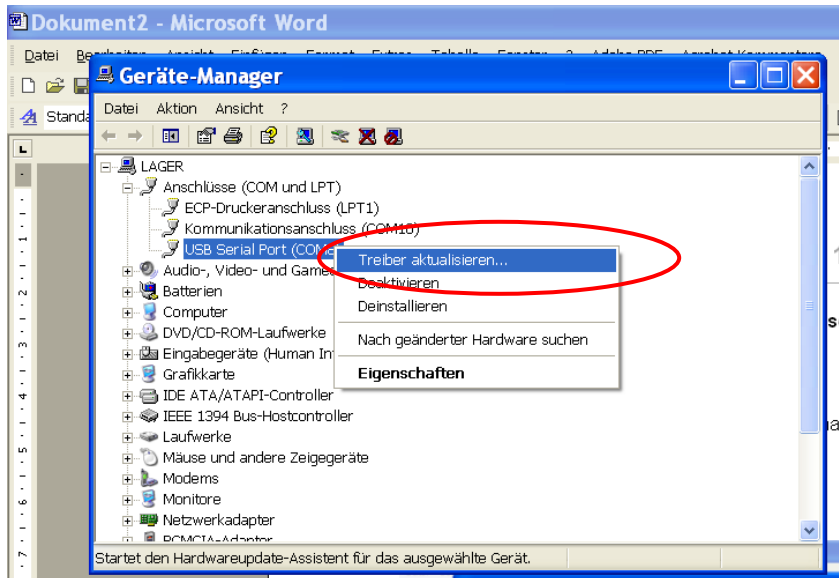 Dokument2 - Microsoft Word
Datei
Geräte-Manager
Standa
Datei Aktion Ansicht ?
LAGER
Anschlüsse (COM und LPT)
ECP-Druckeranschluss (LPT1)
Kommunikationsanschluss (COM10)
USB Serial Port (COM
Treiber aktualisieren...
Audio-, Video- und Game
Deaktivieren
Batterien
Deinstallieren
Computer
DVD/CD-ROM-Laufwerke
Nach geänderter Hardware suchen
Eingabegeräte (Human In
Grafikkarte
Eigenschaften
IDE ATA/ATAPI-Controller
IEEE 1394 Bus-Hostcontroller
Laufwerke
Mäuse und andere Zeigegeräte
Modems
Monitore
Netzwerkadapter
PCMCIA-Adapter
Startet den Hardwareupdate-Assistent für das ausgewählte Gerät.